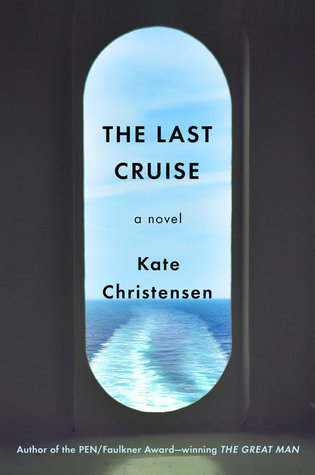 THE LAST
CRUISE
a novel
Kate
Christensen
Author of the PEN/Faulkner Award—winning THE GREAT MAN